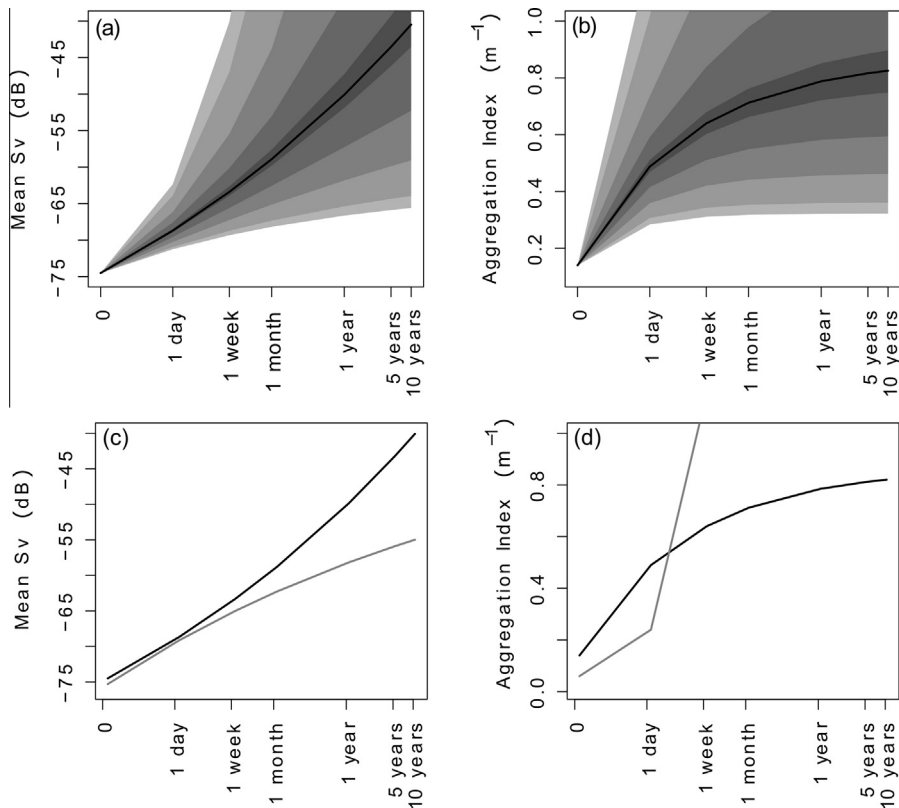 (a)
Mean Sv (dB)
−45
−55
−65
−75
0
1 day
1 week
1 month
1 year
5 years
10 years
(b)
Aggregation Index (m−1)
1.0
0.8
0.6
0.4
0.2
0
1 day
1 week
1 month
1 year
5 years
10 years
(c)
Mean Sv (dB)
−45
−55
−65
−75
0
1 day
1 week
1 month
1 year
5 years
10 years
(d)
Aggregation Index (m−1)
0.8
0.4
0.0
0
1 day
1 week
1 month
1 year
5 years
10 years